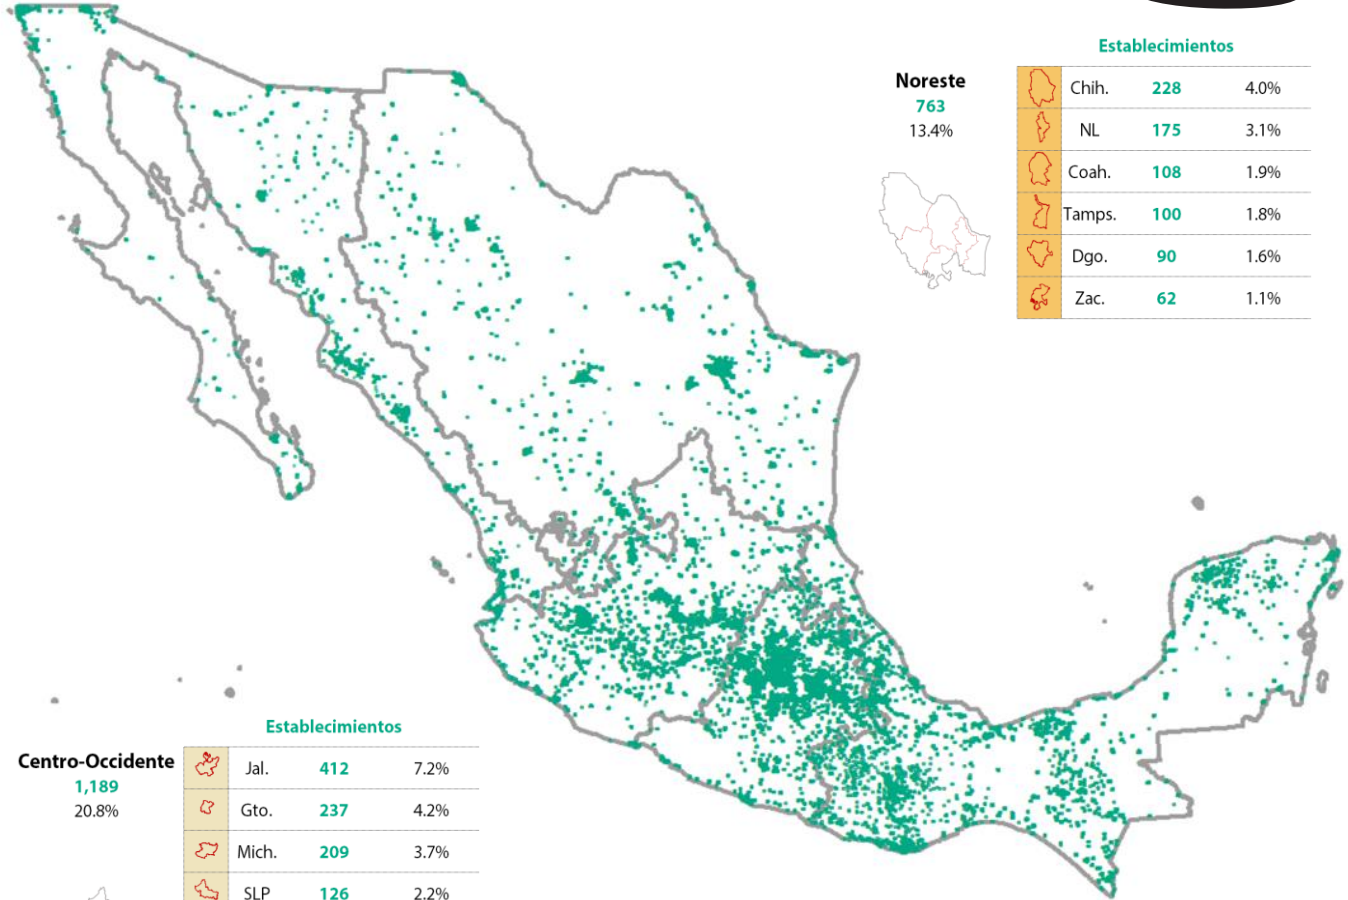 Establecimientos
Noreste
763
13.4%
Chih. 228 4.0%
NL 175 3.1%
Coah. 108 1.9%
Tamps. 100 1.8%
Dgo. 90 1.6%
Zac. 62 1.1%
Establecimientos
Centro-Occidente
1,189
20.8%
Jal. 412 7.2%
Gto. 237 4.2%
Mich. 209 3.7%
SLP 126 2.2%